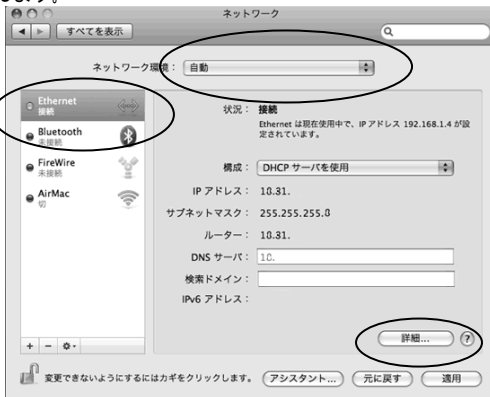 します。
ネットワーク
すべてを表示
ネットワーク環境： 自動
Ethernet
接続
Bluetooth
未接続
FireWire
未接続
AirMac
切
状況： 接続
Ethernet は現在使用中で、IP アドレス 192.168.1.4 が設
定されています。
構成： DHCP サーバを使用
IP アドレス： 10.31.
サブネットマスク： 255.255.255.0
ルーター： 10.31.
DNS サーバ： 10.
検索ドメイン：
IPv6 アドレス：
詳細... ?
+ −
変更できないようにするにはカギをクリックします。 アシスタント... 元に戻す 適用